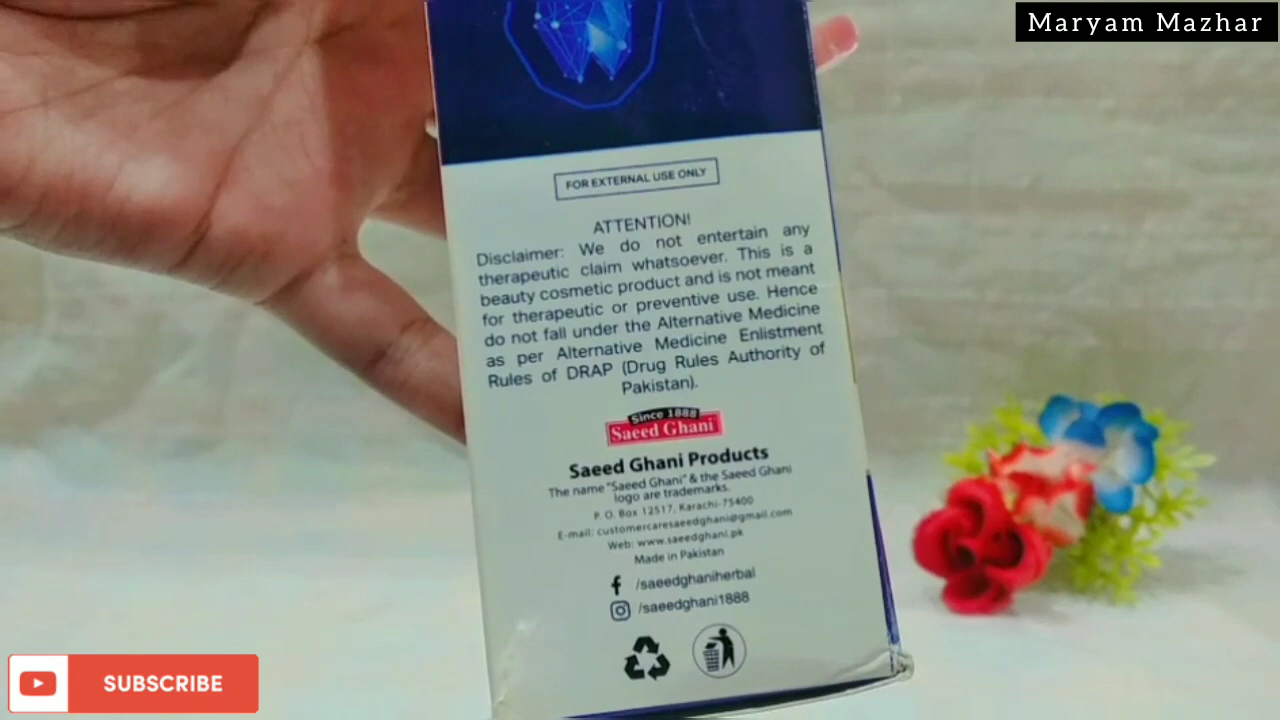 Maryam Mazhar
FOR EXTERNAL USE ONLY
ATTENTION!
Disclaimer: We do not entertain any
therapeutic claim whatsoever. This is a
beauty cosmetic product and is not meant
for therapeutic or preventive use. Hence
do not fall under the Alternative Medicine
as per Alternative Medicine Enlistment
Rules of DRAP (Drug Rules Authority of
Pakistan).
Since 1888
Saeed Ghani
Saeed Ghani Products
The name "Saeed Ghani" & the Saeed Ghani
logo are trademarks.
P. O. Box 12517, Karachi-75400
E-mail: customercaresaeedghani@gmail.com
Web: www.saeedghani.pk
Made in Pakistan
/saeedghaniherbal
/saeedghani1888
SUBSCRIBE